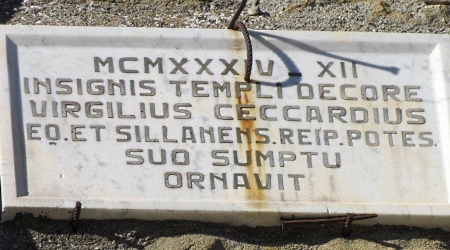 MCMXXXIV – XII
INSIGNIS TEMPLI DECORE
VIRGILIUS CECCARDIUS
EQ. ET SILLANENS. REIP. POTES.
SUO SUMPTU
ORNAVIT